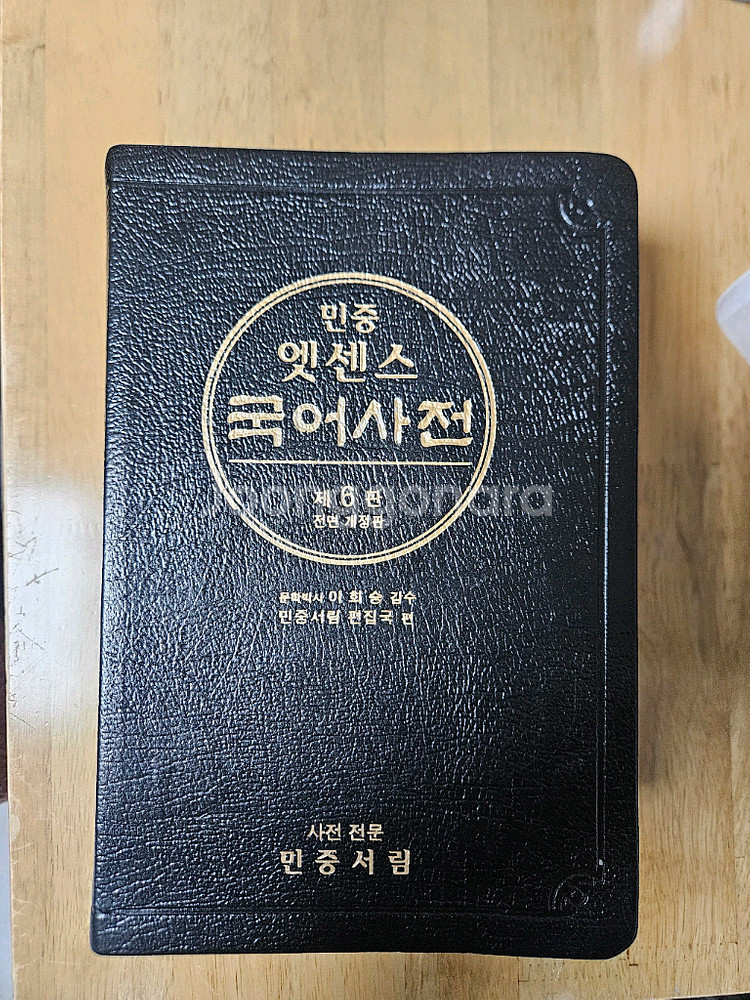 민중
엣센스
국어사전
제6판
전면 개정판
문학박사 이희승 감수
민중서림 편집국 편
사전 전문
민중서림
Joonggonara